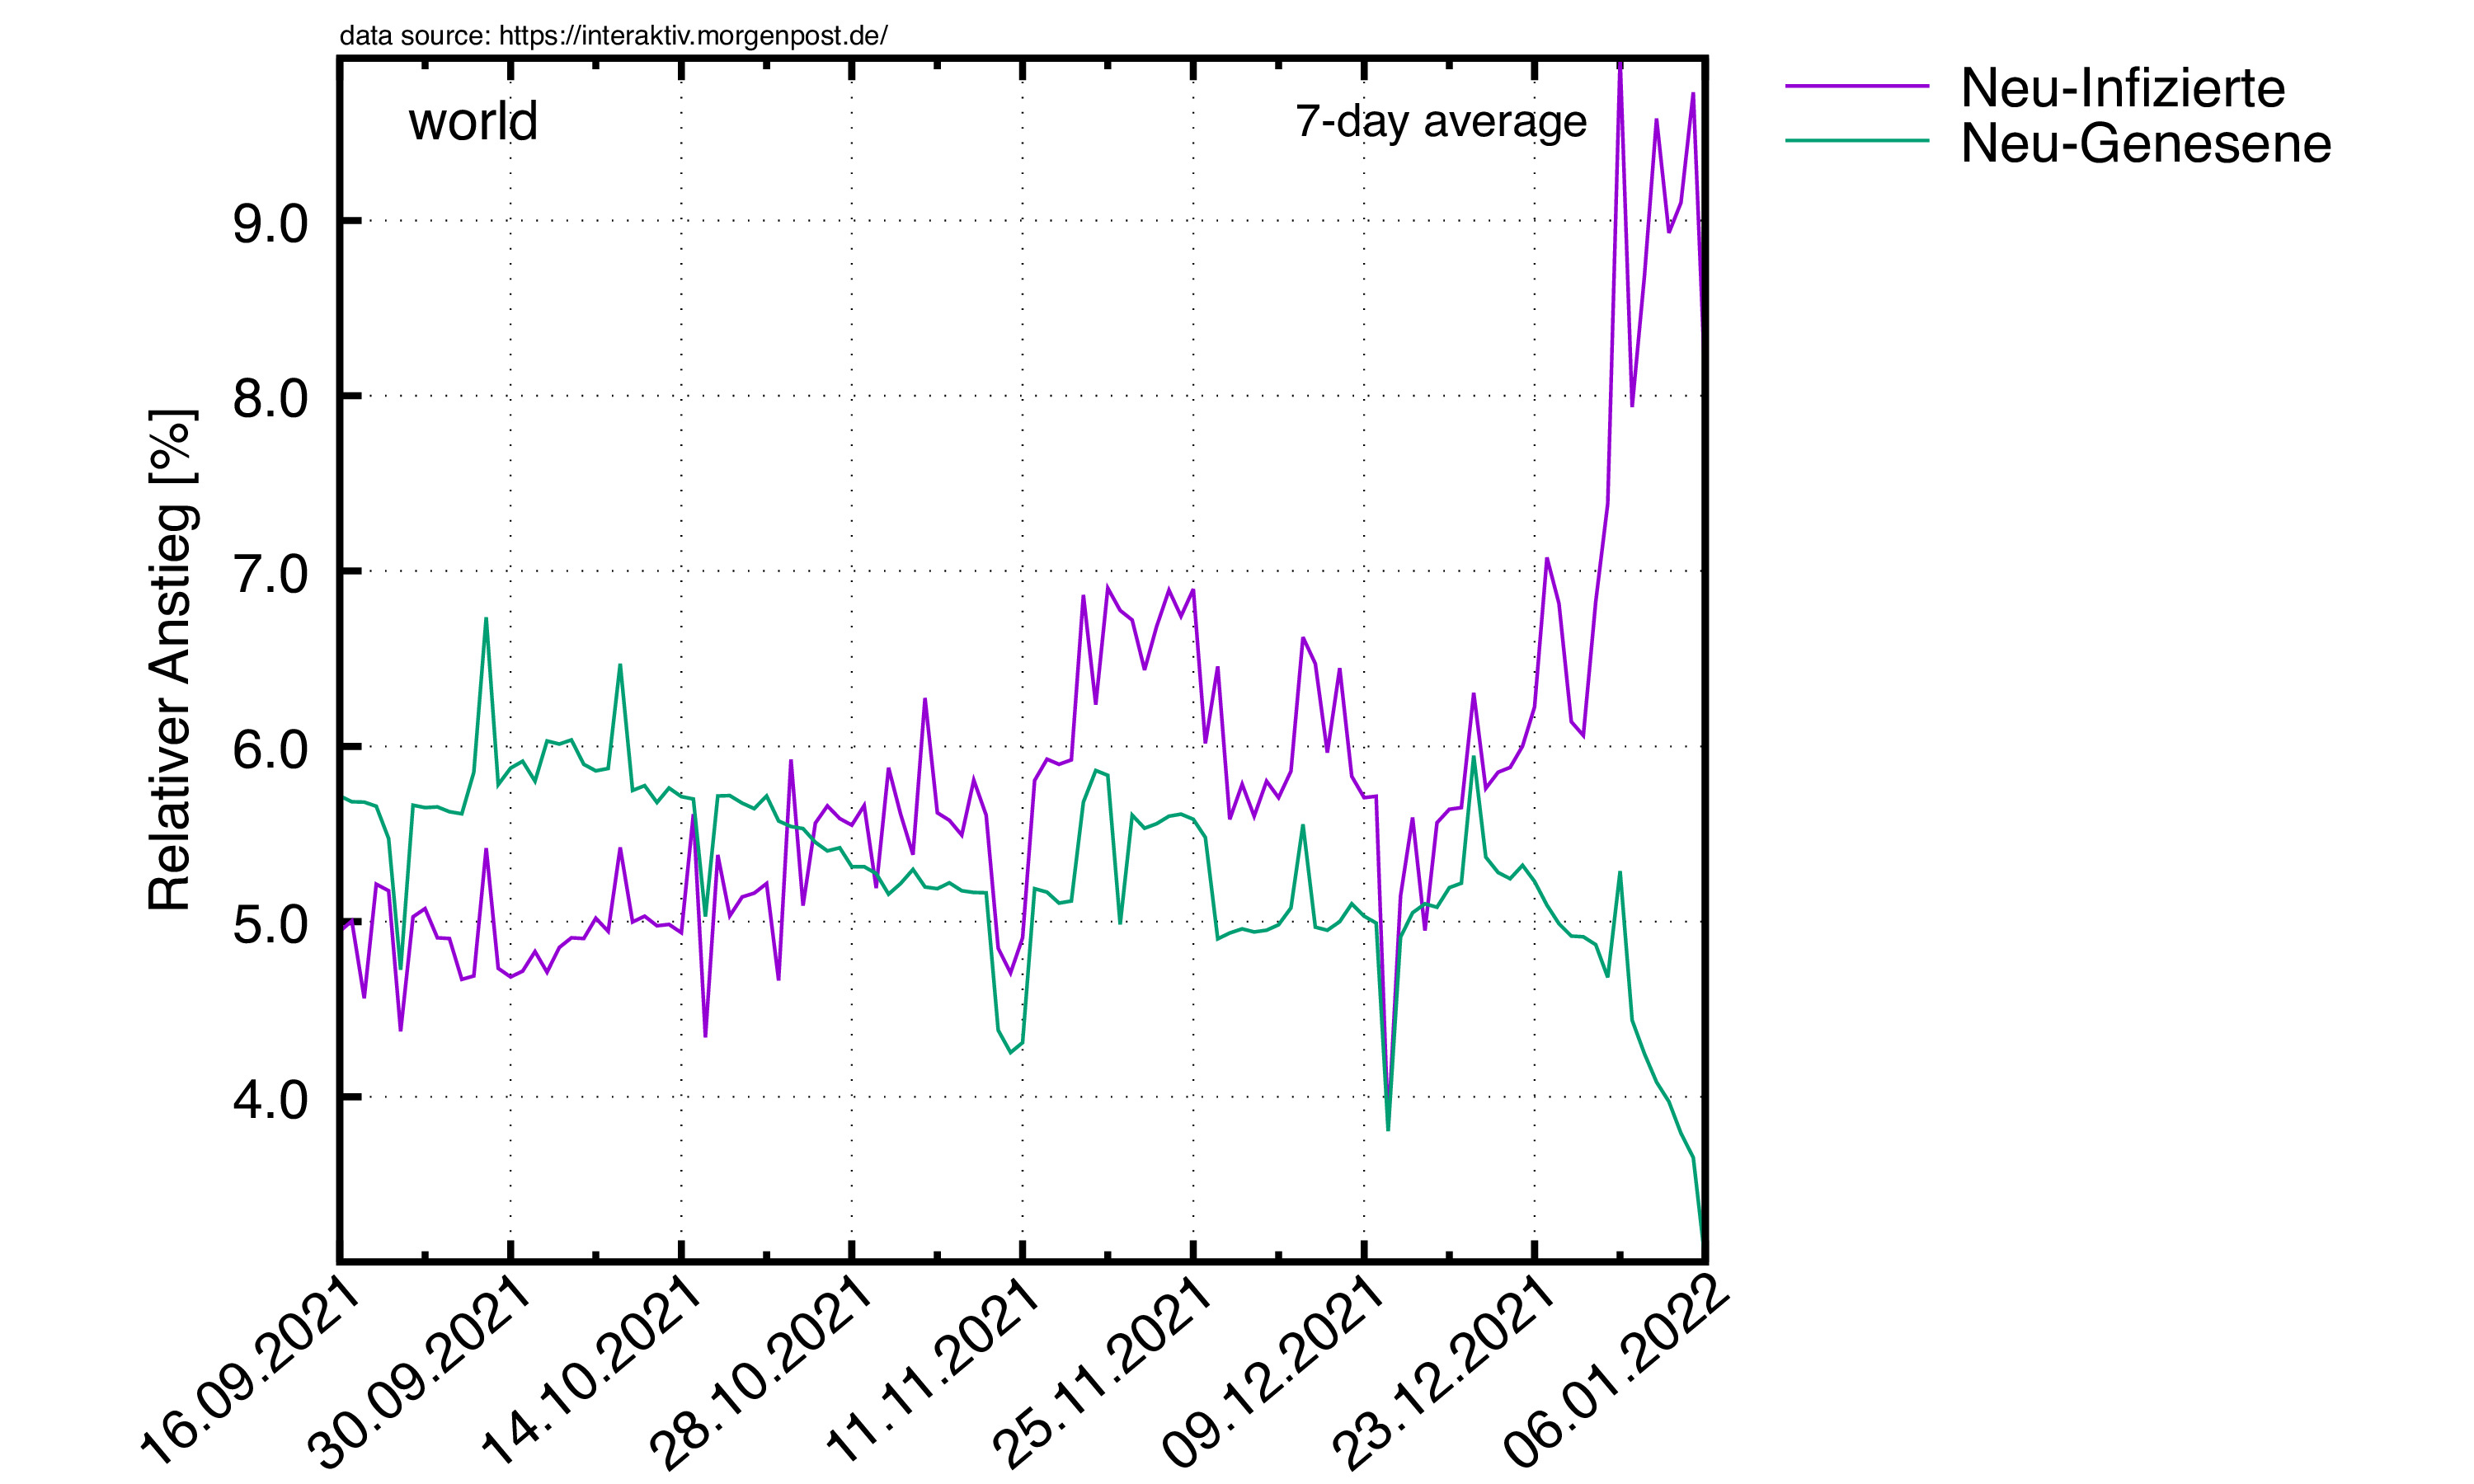 data source: https://interaktiv.morgenpost.de/
world
7-day average
Neu-Infizierte
Neu-Genesene
Relativer Anstieg [%]
9.0
8.0
7.0
6.0
5.0
4.0
16.09.2021
30.09.2021
14.10.2021
28.10.2021
11.11.2021
25.11.2021
09.12.2021
23.12.2021
06.01.2022